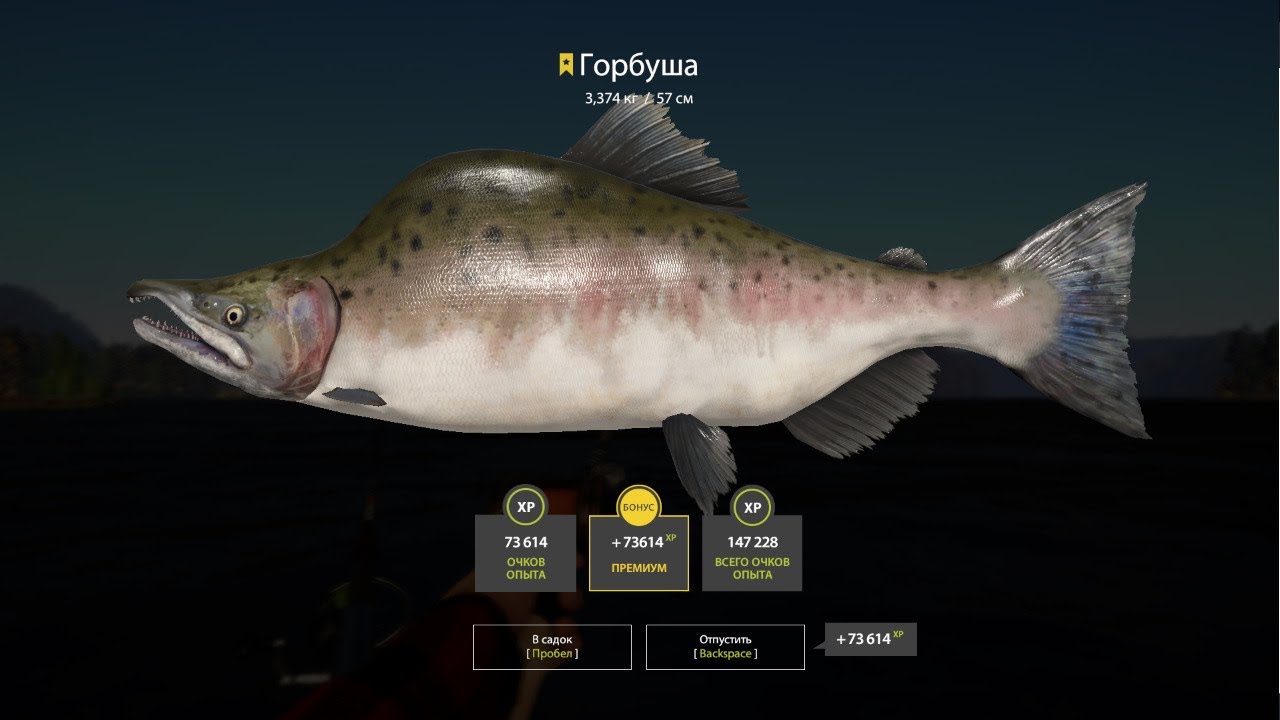 Горбуша
3,374 кг / 57 см
XP
БОНУС
XP
73 614
ОЧКОВ
ОПЫТА
+73614 XP
ПРЕМИУМ
147 228
ВСЕГО ОЧКОВ
ОПЫТА
В садок
[ Пробел ]
Отпустить
[ Backspace ]
+73 614 XP